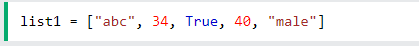 list1 = ["abc", 34, True, 40, "male"]